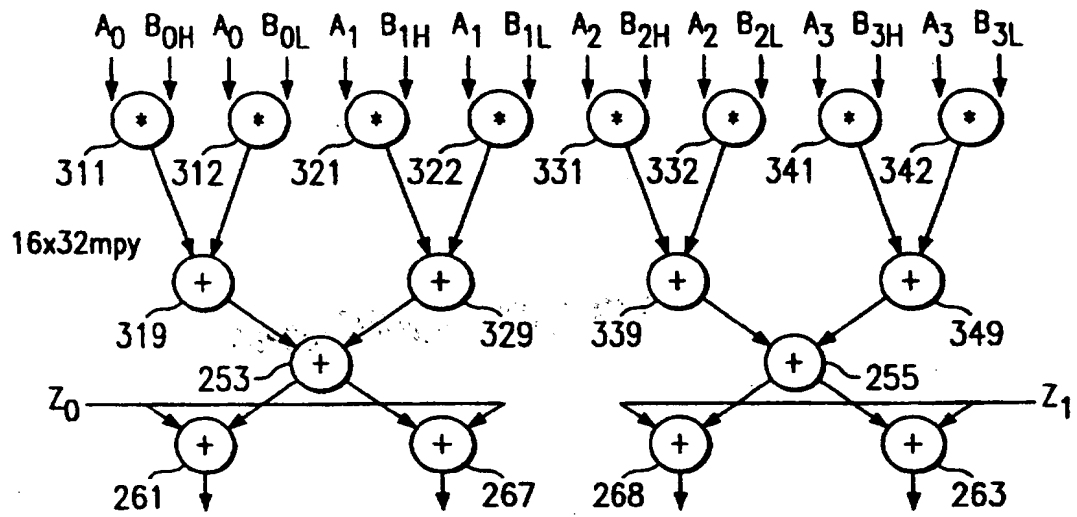 A0 B0H A0 B0L A1 B1H A1 B1L A2 B2H A2 B2L A3 B3H A3 B3L
* * * * * * * *
311 312 321 322 331 332 341 342
16x32mpy
+ + + +
319 329 339 349
+ +
253 255
Z0 Z1
+ + + +
261 267 268 263